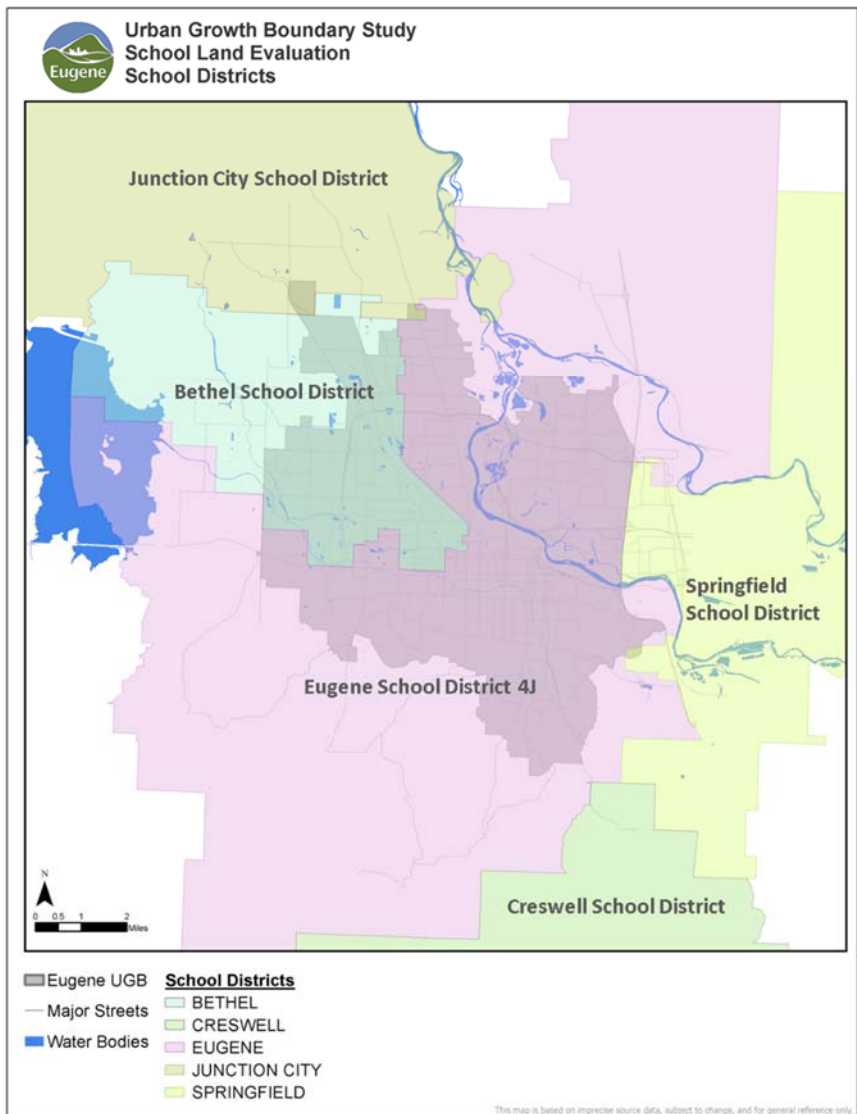 Urban Growth Boundary Study
School Land Evaluation
School Districts
Eugene
Junction City School District
Bethel School District
Springfield
School District
Eugene School District 4J
Creswell School District
N
0 0.5 1 2
Miles
Eugene UGB
Major Streets
Water Bodies
School Districts
BETHEL
CRESWELL
EUGENE
JUNCTION CITY
SPRINGFIELD
This map is based on imprecise source data, subject to change, and for general reference only.